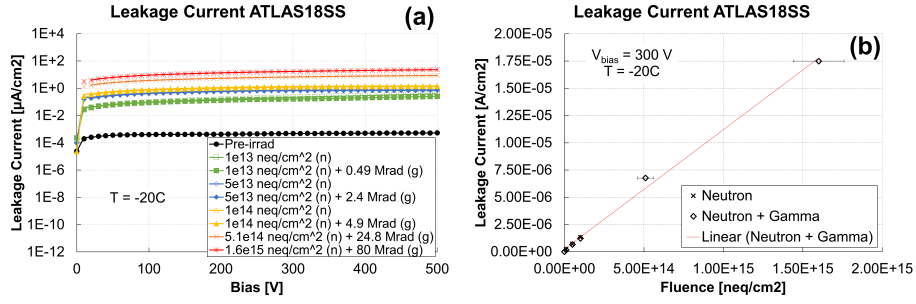 Leakage Current ATLAS18SS
(a)
Leakage Current [µA/cm2]
1E+4
1E+2
1E+0
1E-2
1E-4
1E-6
1E-8
1E-10
1E-12
T = -20C
Pre-irrad
1e13 neq/cm^2 (n)
1e13 neq/cm^2 (n) + 0.49 Mrad (g)
5e13 neq/cm^2 (n)
5e13 neq/cm^2 (n) + 2.4 Mrad (g)
1e14 neq/cm^2 (n)
1e14 neq/cm^2 (n) + 4.9 Mrad (g)
5.1e14 neq/cm^2 (n) + 24.8 Mrad (g)
1.6e15 neq/cm^2 (n) + 80 Mrad (g)
0 100 200 300 400 500
Bias [V]
Leakage Current ATLAS18SS
(b)
Leakage Current [A/cm2]
2.00E-05
1.75E-05
1.50E-05
1.25E-05
1.00E-05
7.50E-06
5.00E-06
2.50E-06
0.00E+00
Vbias = 300 V
T = -20C
Neutron
Neutron + Gamma
Linear (Neutron + Gamma)
0.00E+00 5.00E+14 1.00E+15 1.50E+15 2.00E+15
Fluence [neq/cm2]